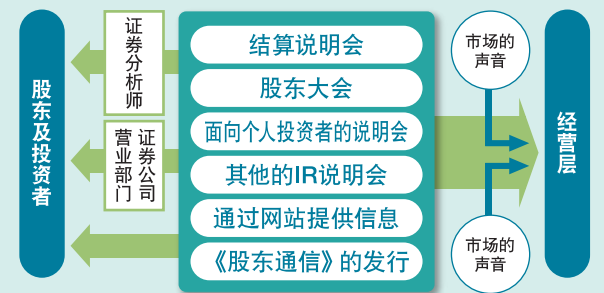 股东及投资者
证券分析师
证券公司
营业部门
结算说明会
股东大会
面向个人投资者的说明会
其他的IR说明会
通过网站提供信息
《股东通信》的发行
市场的
声音
市场的
声音
经营层